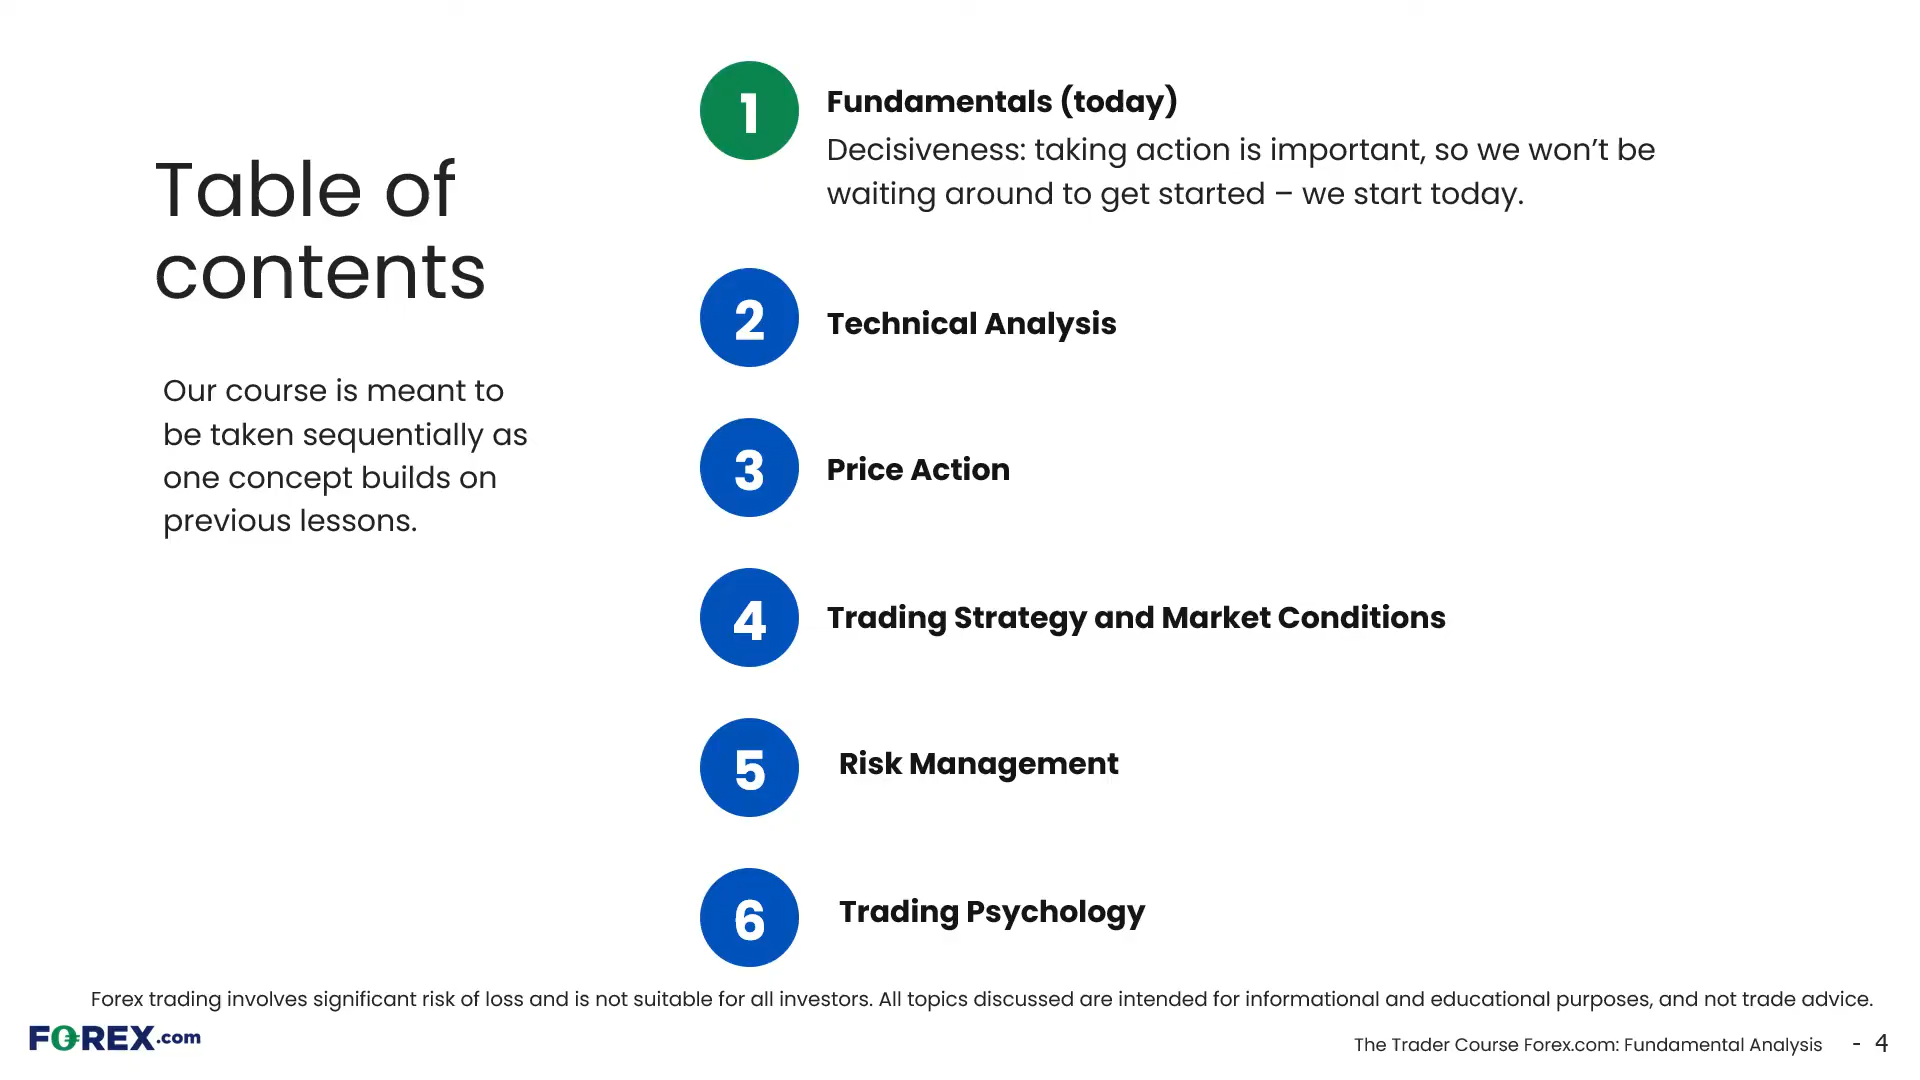 Table of
contents
Our course is meant to
be taken sequentially as
one concept builds on
previous lessons.
1
Fundamentals (today)
Decisiveness: taking action is important, so we won’t be
waiting around to get started – we start today.
2
Technical Analysis
3
Price Action
4
Trading Strategy and Market Conditions
5
Risk Management
6
Trading Psychology
Forex trading involves significant risk of loss and is not suitable for all investors. All topics discussed are intended for informational and educational purposes, and not trade advice.
FOREX.com
The Trader Course Forex.com: Fundamental Analysis - 4